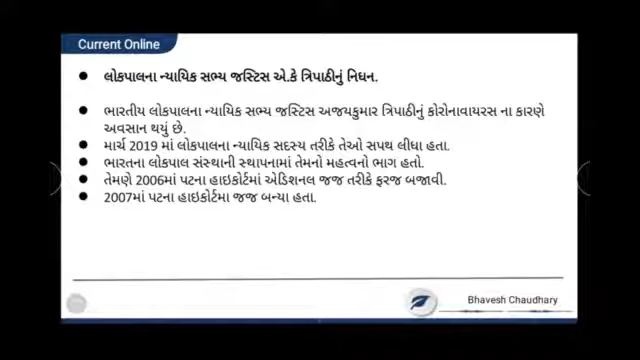 Current Online
લોકપાલના ન્યાયિક સભ્ય જસ્ટિસ એ.કે ત્રિપાઠીનું નિધન.
ભારતીય લોકપાલના ન્યાયિક સભ્ય જસ્ટિસ અજયકુમાર ત્રિપાઠીનું કોરોનાવાયરસ ના કારણે
અવસાન થયું છે.
માર્ચ 2019 માં લોકપાલના ન્યાયિક સદસ્ય તરીકે તેઓ સપથ લીધા હતા.
ભારતના લોકપાલ સંસ્થાની સ્થાપનામાં તેમનો મહત્વનો ભાગ હતો.
તેમણે 2006માં પટના હાઇકોર્ટમાં એડિશનલ જજ તરીકે ફરજ બજાવી.
2007માં પટના હાઇકોર્ટમા જજ બન્યા હતા.
Bhavesh Chaudhary